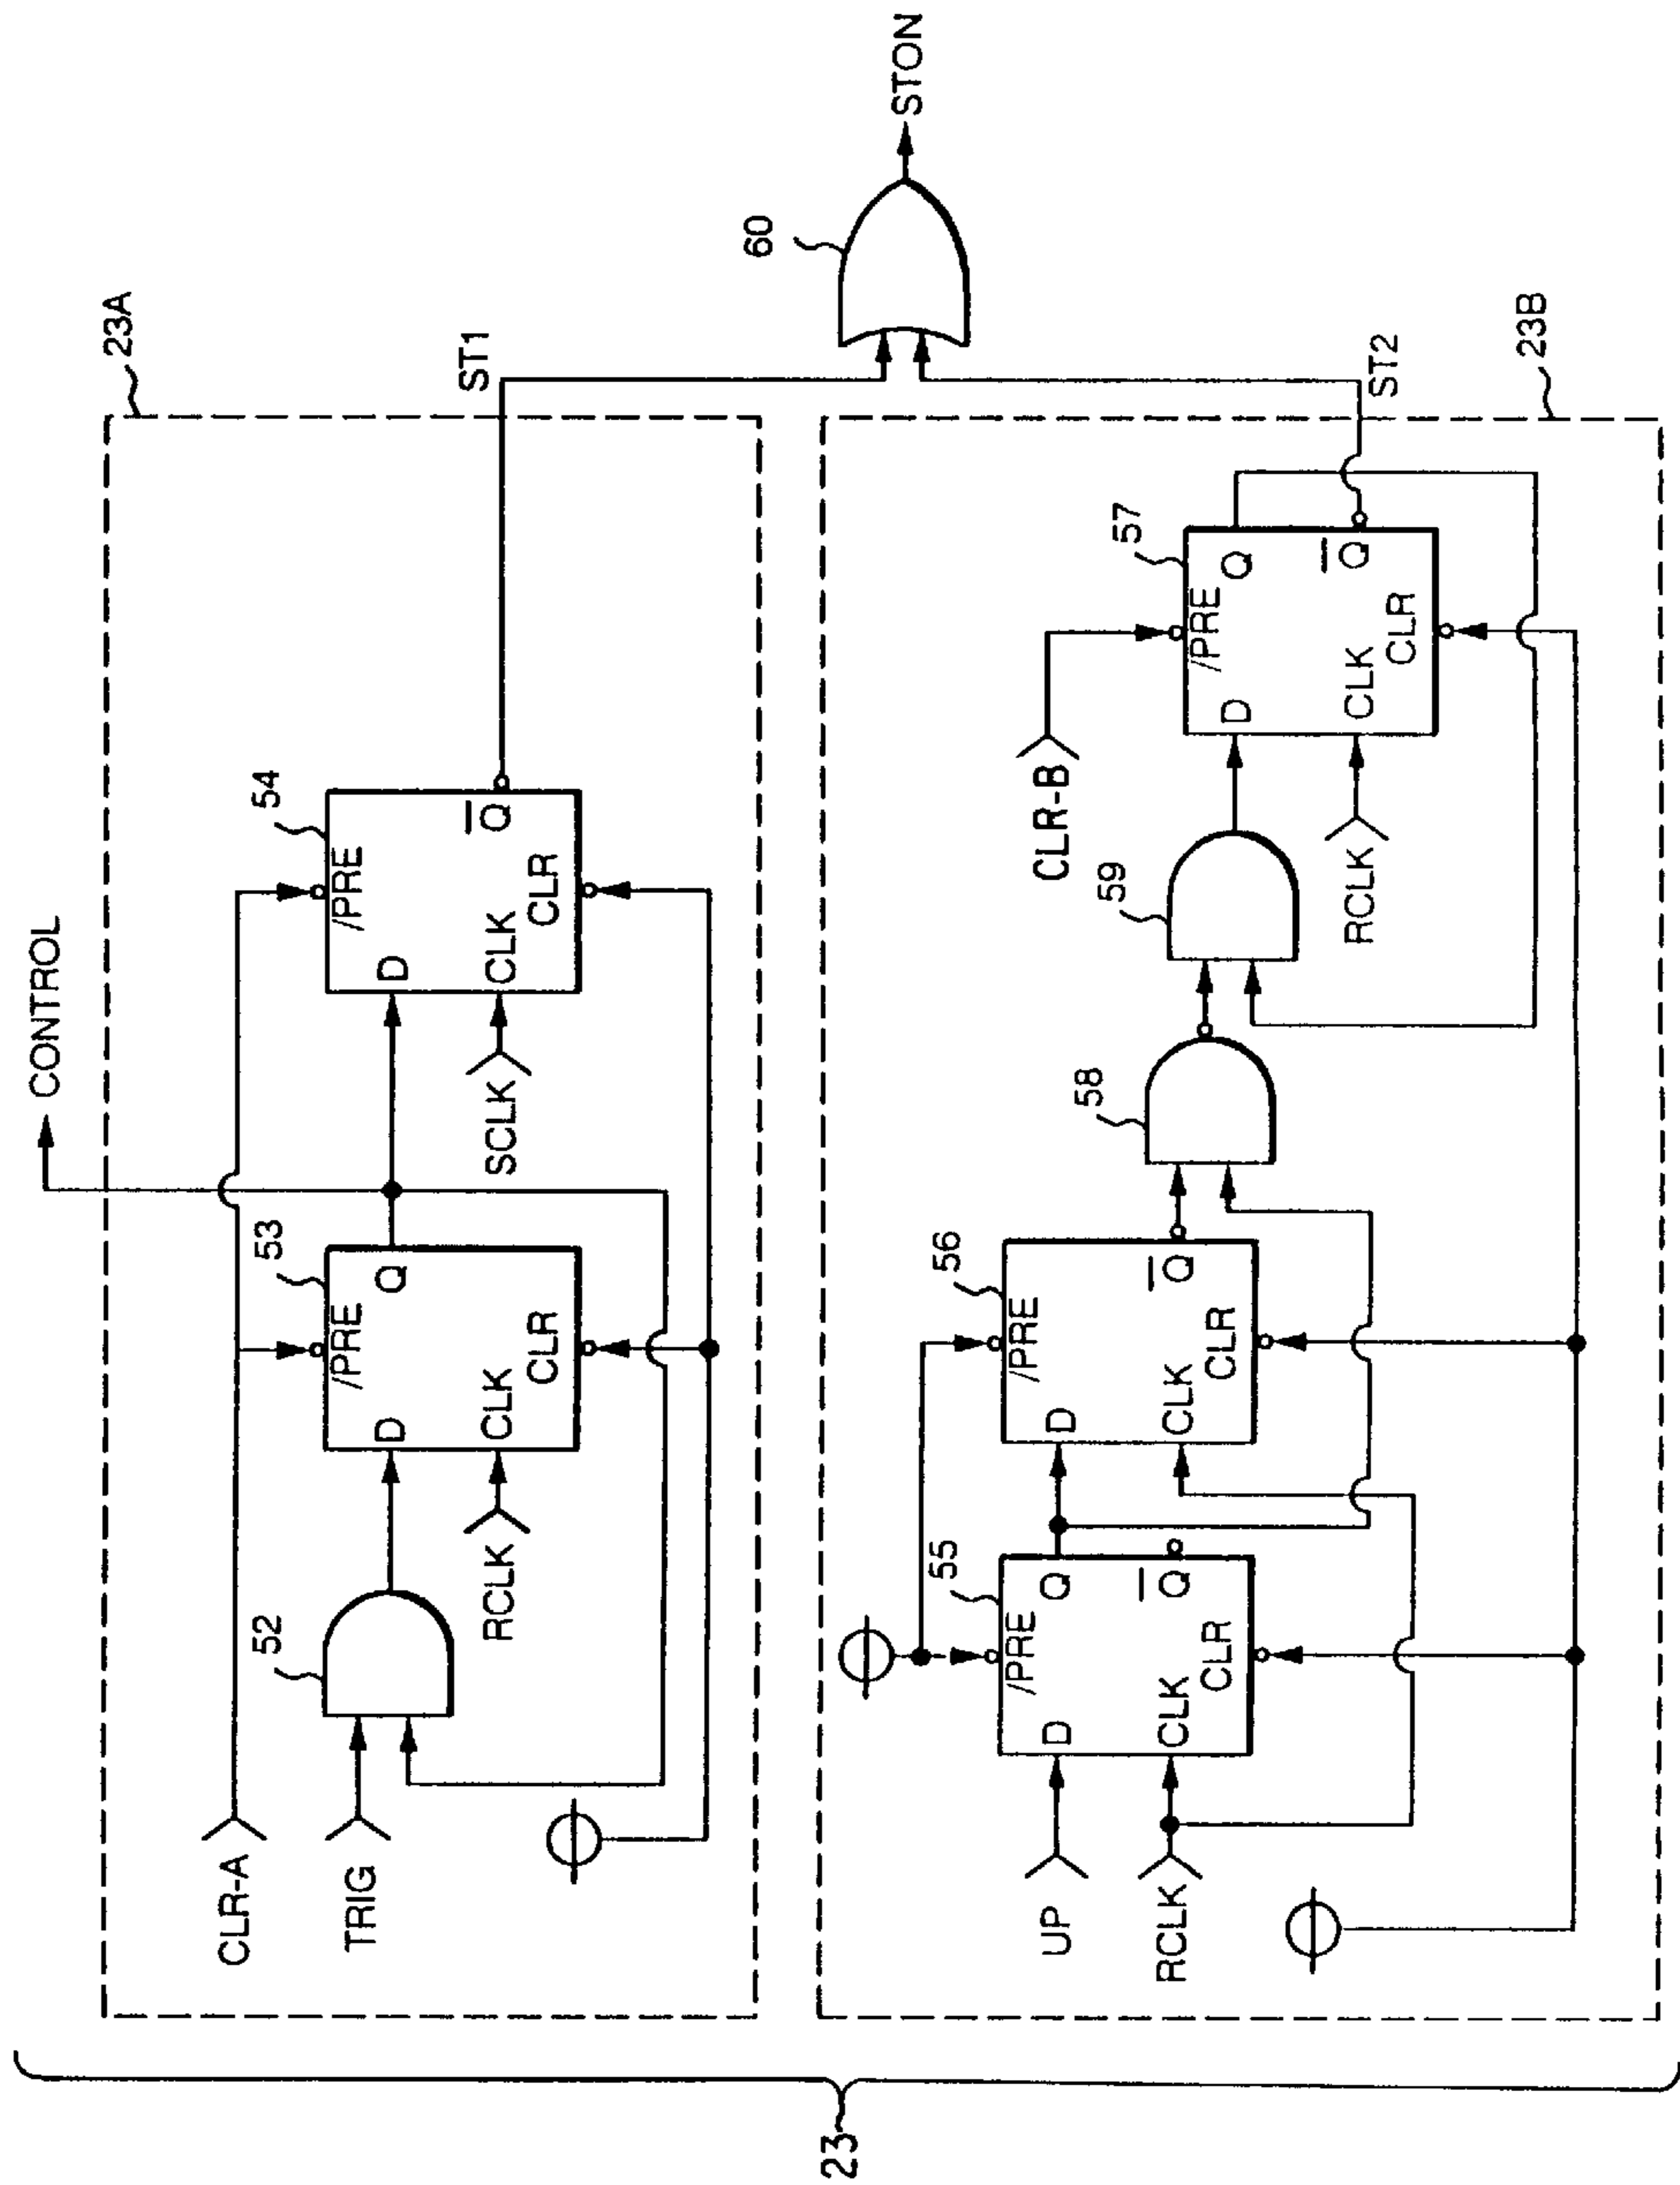 CONTROL
23A
CLR-A
TRIG
52
D
/PRE
Q
53
CLK
CLR
RCLK
D
/PRE
54
Q
CLK
CLR
SCLK
ST1
60
STON
23
23B
UP
RCLK
D
/PRE
55
Q
Q
CLK
CLR
D
/PRE
56
Q
CLK
CLR
58
59
CLR-B
RCLK
D
/PRE
57
Q
Q
CLK
CLR
ST2